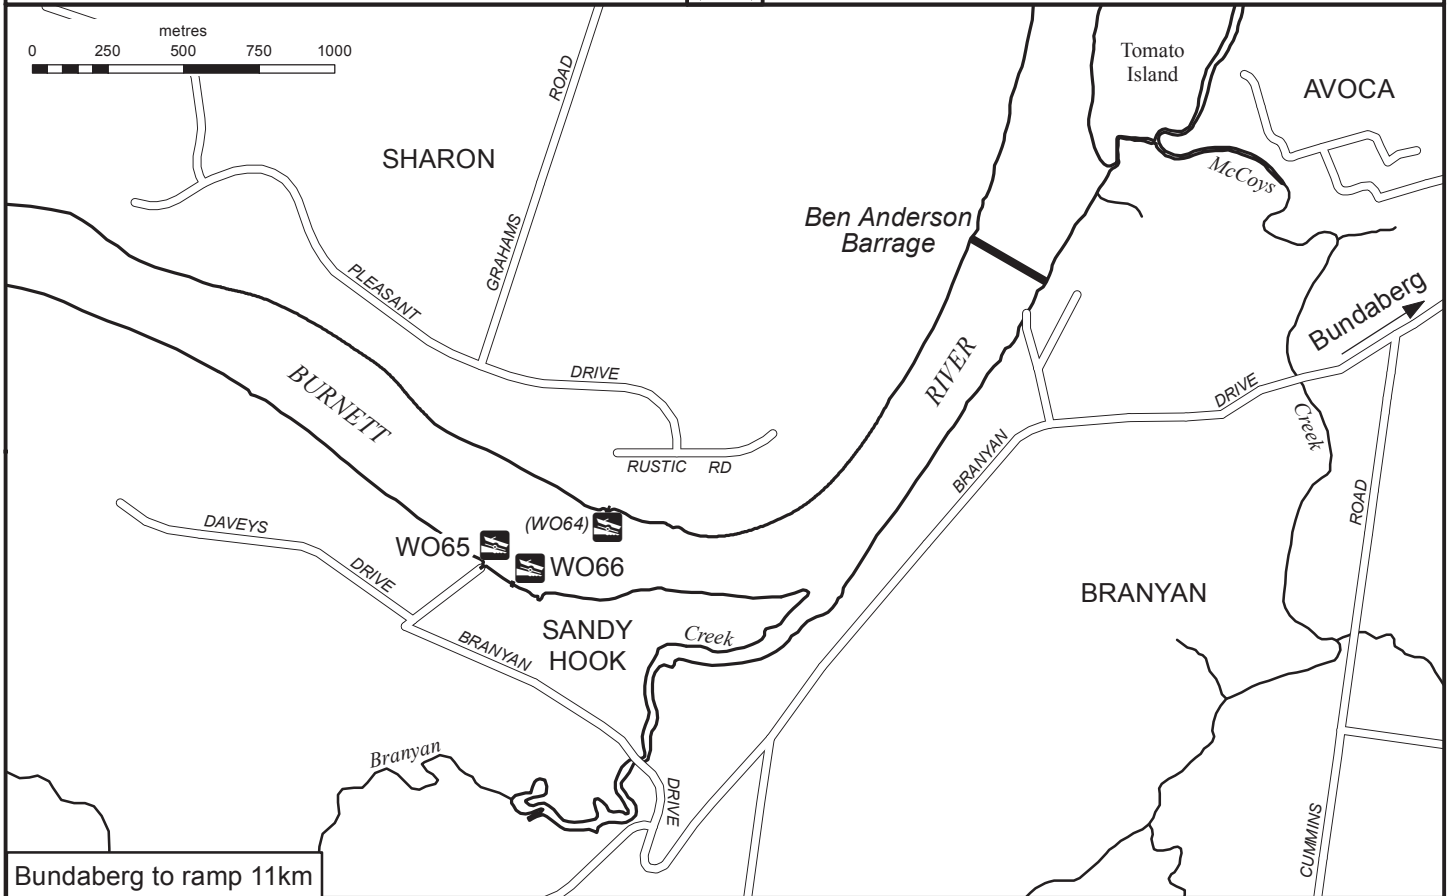 metres
0 250 500 750 1000
Tomato
Island
AVOCA
ROAD
SHARON
McCoys
Ben Anderson
Barrage
GRAHAMS
PLEASANT
Bundaberg
BURNETT
DRIVE
RIVER
DRIVE
Creek
RUSTIC RD
BRANYAN
ROAD
DAVEYS
(WO64)
WO65
WO66
DRIVE
BRANYAN
SANDY
HOOK
Creek
BRANYAN
Branyan
DRIVE
CUMMINS
Bundaberg to ramp 11km